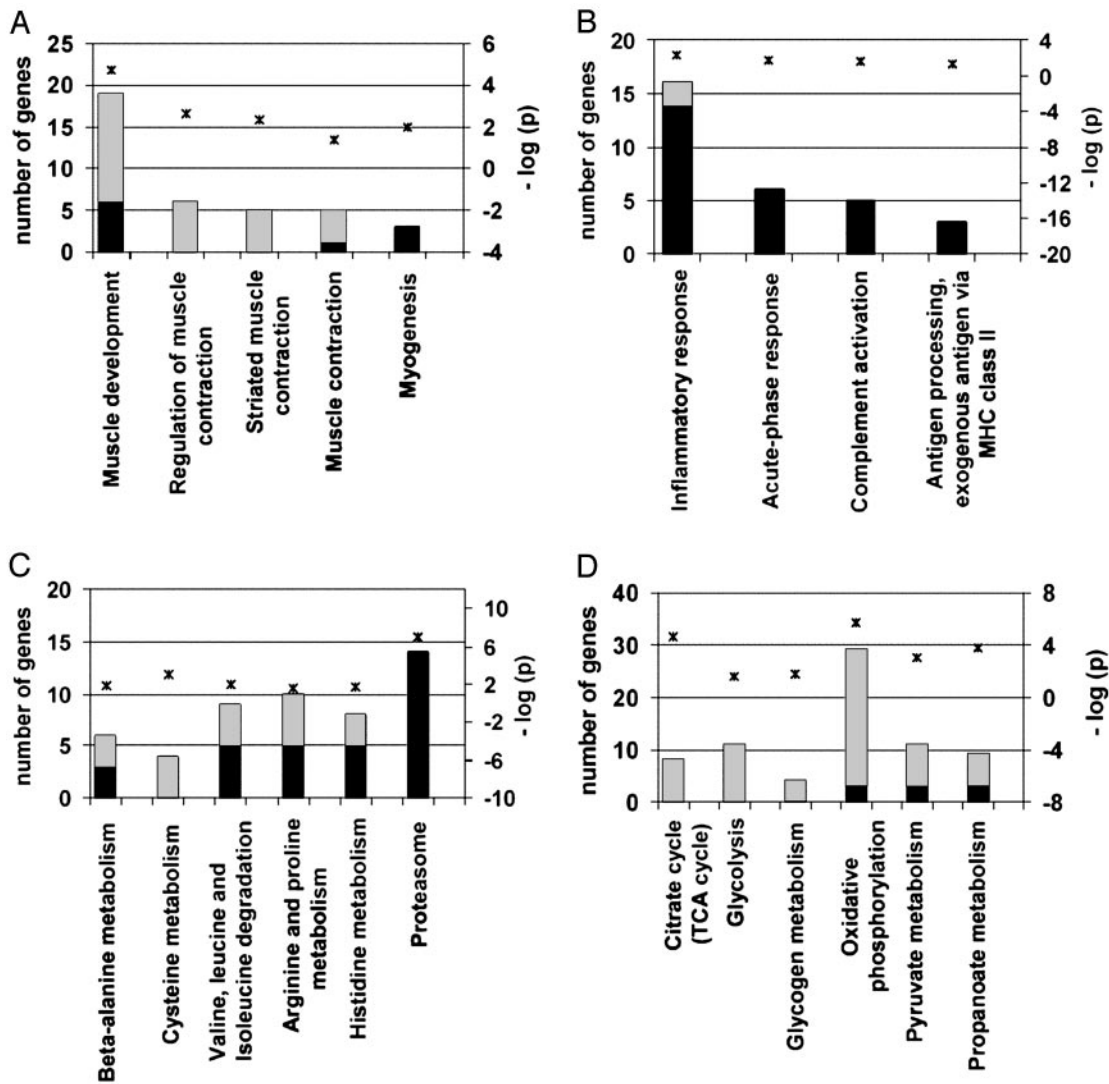 A
number of genes
25
20
15
10
5
0
6
4
2
0
-2
-4
- log (p)
Muscle development
Regulation of muscle
contraction
Striated muscle
contraction
Muscle contraction
Myogenesis
B
number of genes
20
15
10
5
0
4
0
-4
-8
-12
-16
-20
- log (p)
Inflammatory response
Acute-phase response
Complement activation
Antigen processing,
exogenous antigen via
MHC class II
C
number of genes
20
15
10
5
0
10
6
2
-2
-6
-10
- log (p)
Beta-alanine metabolism
Cysteine metabolism
Valine, leucine and
Isoleucine degradation
Arginine and proline
metabolism
Histidine metabolism
Proteasome
D
number of genes
40
30
20
10
0
8
4
0
-4
-8
- log (p)
Citrate cycle
(TCA cycle)
Glycolysis
Glycogen metabolism
Oxidative
phosphorylation
Pyruvate metabolism
Propanoate metabolism